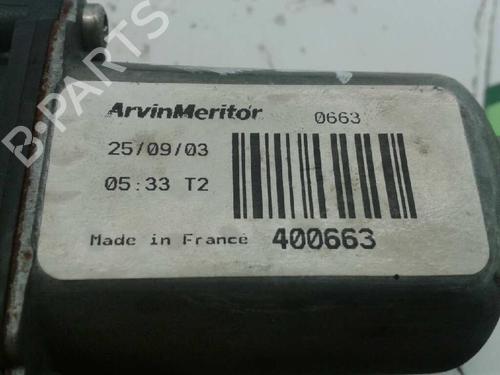 ArvinMeritor 0663
25/09/03
05:33 T2
Made in France 400663
B-PARTS